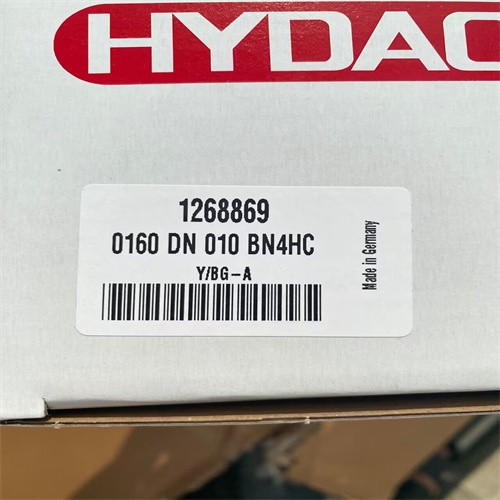 HYDAC
1268869
0160 DN 010 BN4HC
Y/BG-A
Made in Germany